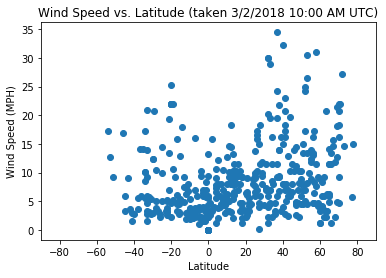 Wind Speed vs. Latitude (taken 3/2/2018 10:00 AM UTC)
35
30
25
20
15
10
5
0
Wind Speed (MPH)
−80 −60 −40 −20 0 20 40 60 80
Latitude